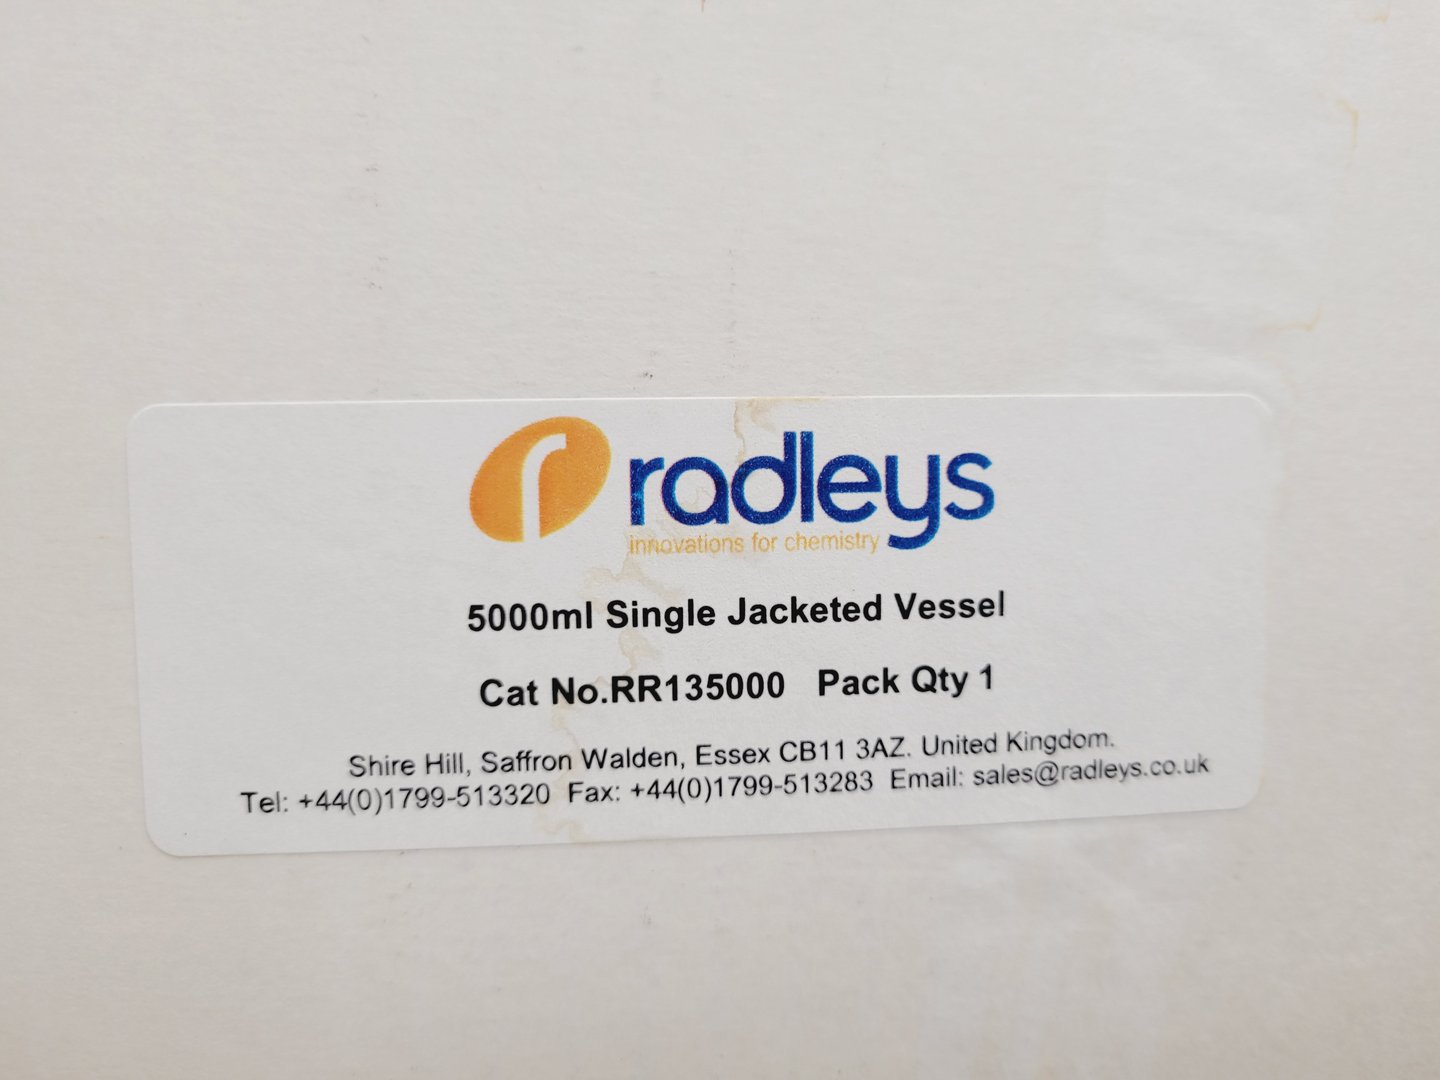 radleys
innovations for chemistry
5000ml Single Jacketed Vessel
Cat No.RR135000 Pack Qty 1
Shire Hill, Saffron Walden, Essex CB11 3AZ. United Kingdom.
Tel: +44(0)1799-513320 Fax: +44(0)1799-513283 Email: sales@radleys.co.uk